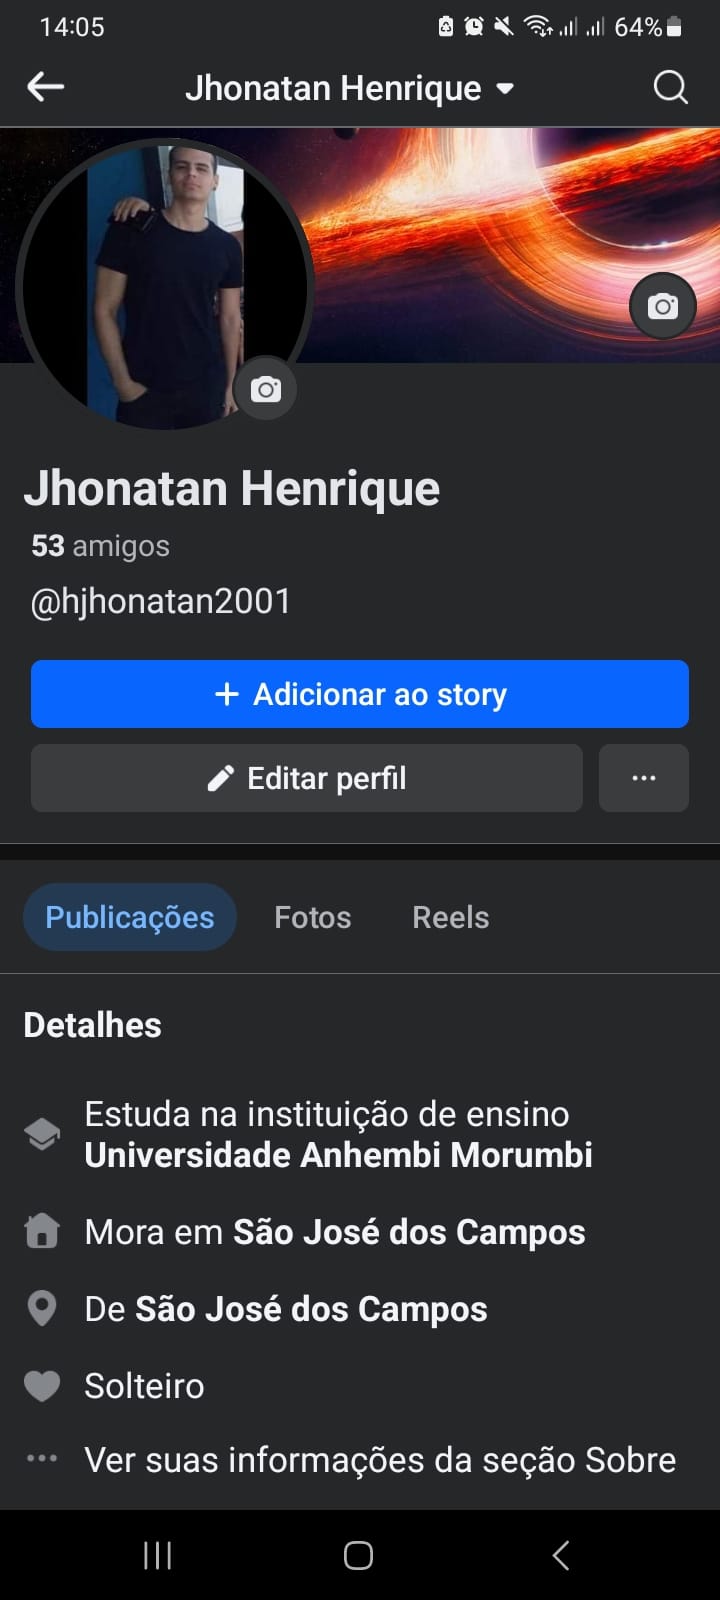 14:05
64%
Jhonatan Henrique
Jhonatan Henrique
53 amigos
@hjhonatan2001
+ Adicionar ao story
Editar perfil
Publicações Fotos Reels
Detalhes
Estuda na instituição de ensino
Universidade Anhembi Morumbi
Mora em São José dos Campos
De São José dos Campos
Solteiro
Ver suas informações da seção Sobre